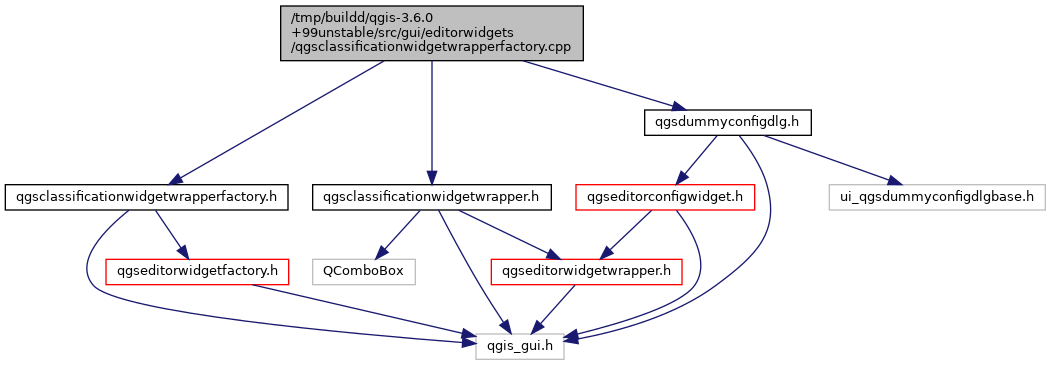 /tmp/buildd/qgis-3.6.0
+99unstable/src/gui/editorwidgets
/qgsclassificationwidgetwrapperfactory.cpp
qgsdummyconfigdlg.h
qgsclassificationwidgetwrapperfactory.h
qgsclassificationwidgetwrapper.h
qgseditorconfigwidget.h
ui_qgsdummyconfigdlgbase.h
qgseditorwidgetfactory.h
QComboBox
qgseditorwidgetwrapper.h
qgis_gui.h